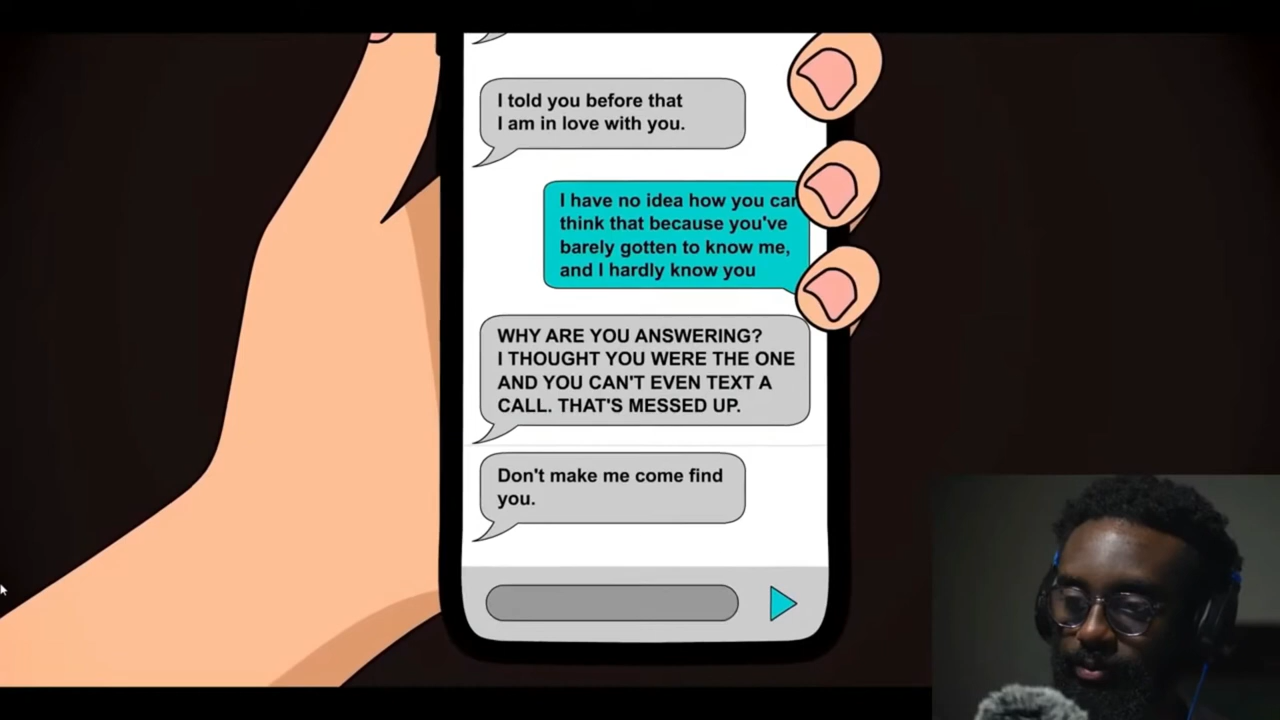 I told you before that
I am in love with you.
I have no idea how you can
think that because you've
barely gotten to know me,
and I hardly know you
WHY ARE YOU ANSWERING?
I THOUGHT YOU WERE THE ONE
AND YOU CAN'T EVEN TEXT A
CALL. THAT'S MESSED UP.
Don't make me come find
you.